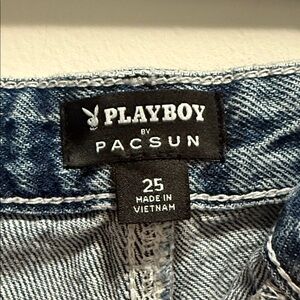 PLAYBOY
BY
PACSUN
25
MADE IN
VIETNAM